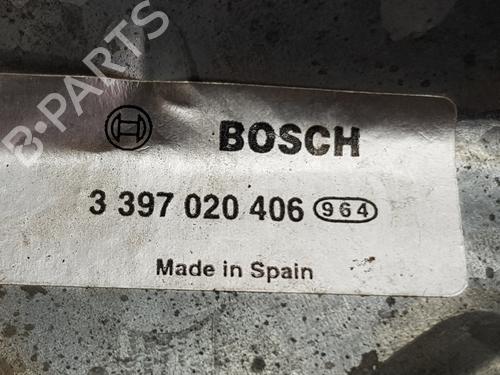 B-PARTS
BOSCH
3 397 020 406 964
Made in Spain